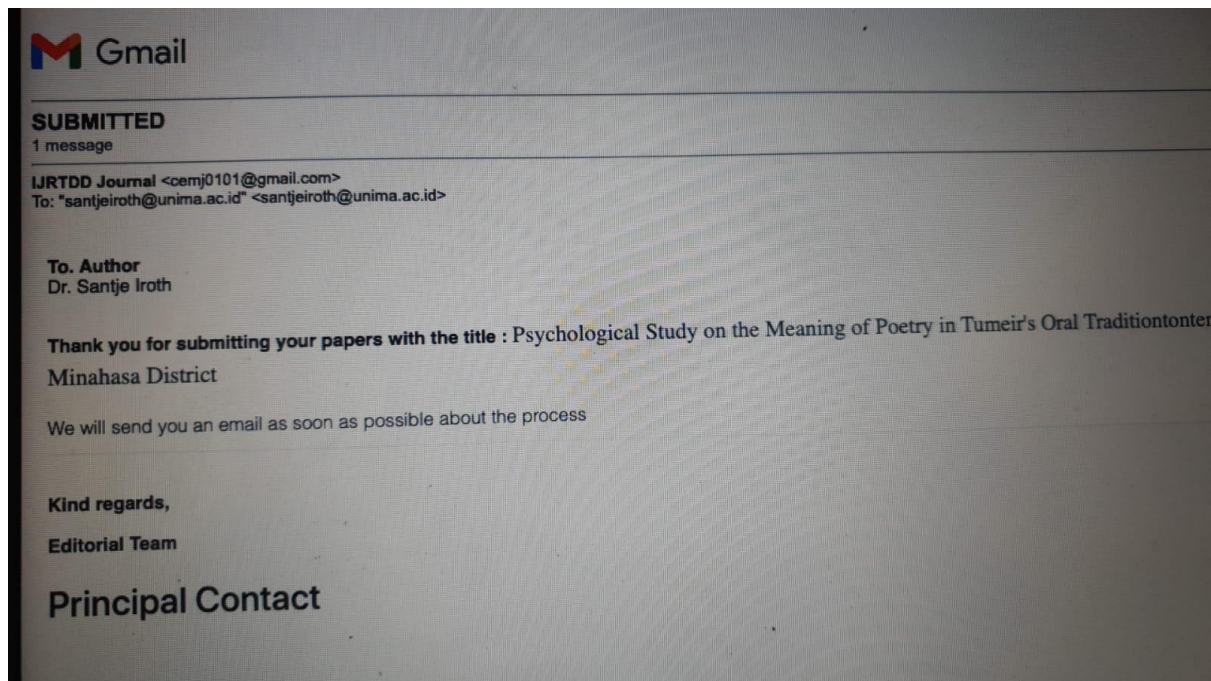 Gmail
SUBMITTED
1 message
IJRTDD Journal <cemj0101@gmail.com>
To: "santjeiroth@unima.ac.id" <santjeiroth@unima.ac.id>
To. Author
Dr. Santje Iroth
Thank you for submitting your papers with the title : Psychological Study on the Meaning of Poetry in Tumeir's Oral Traditiontonter
Minahasa District
We will send you an email as soon as possible about the process
Kind regards,
Editorial Team
Principal Contact